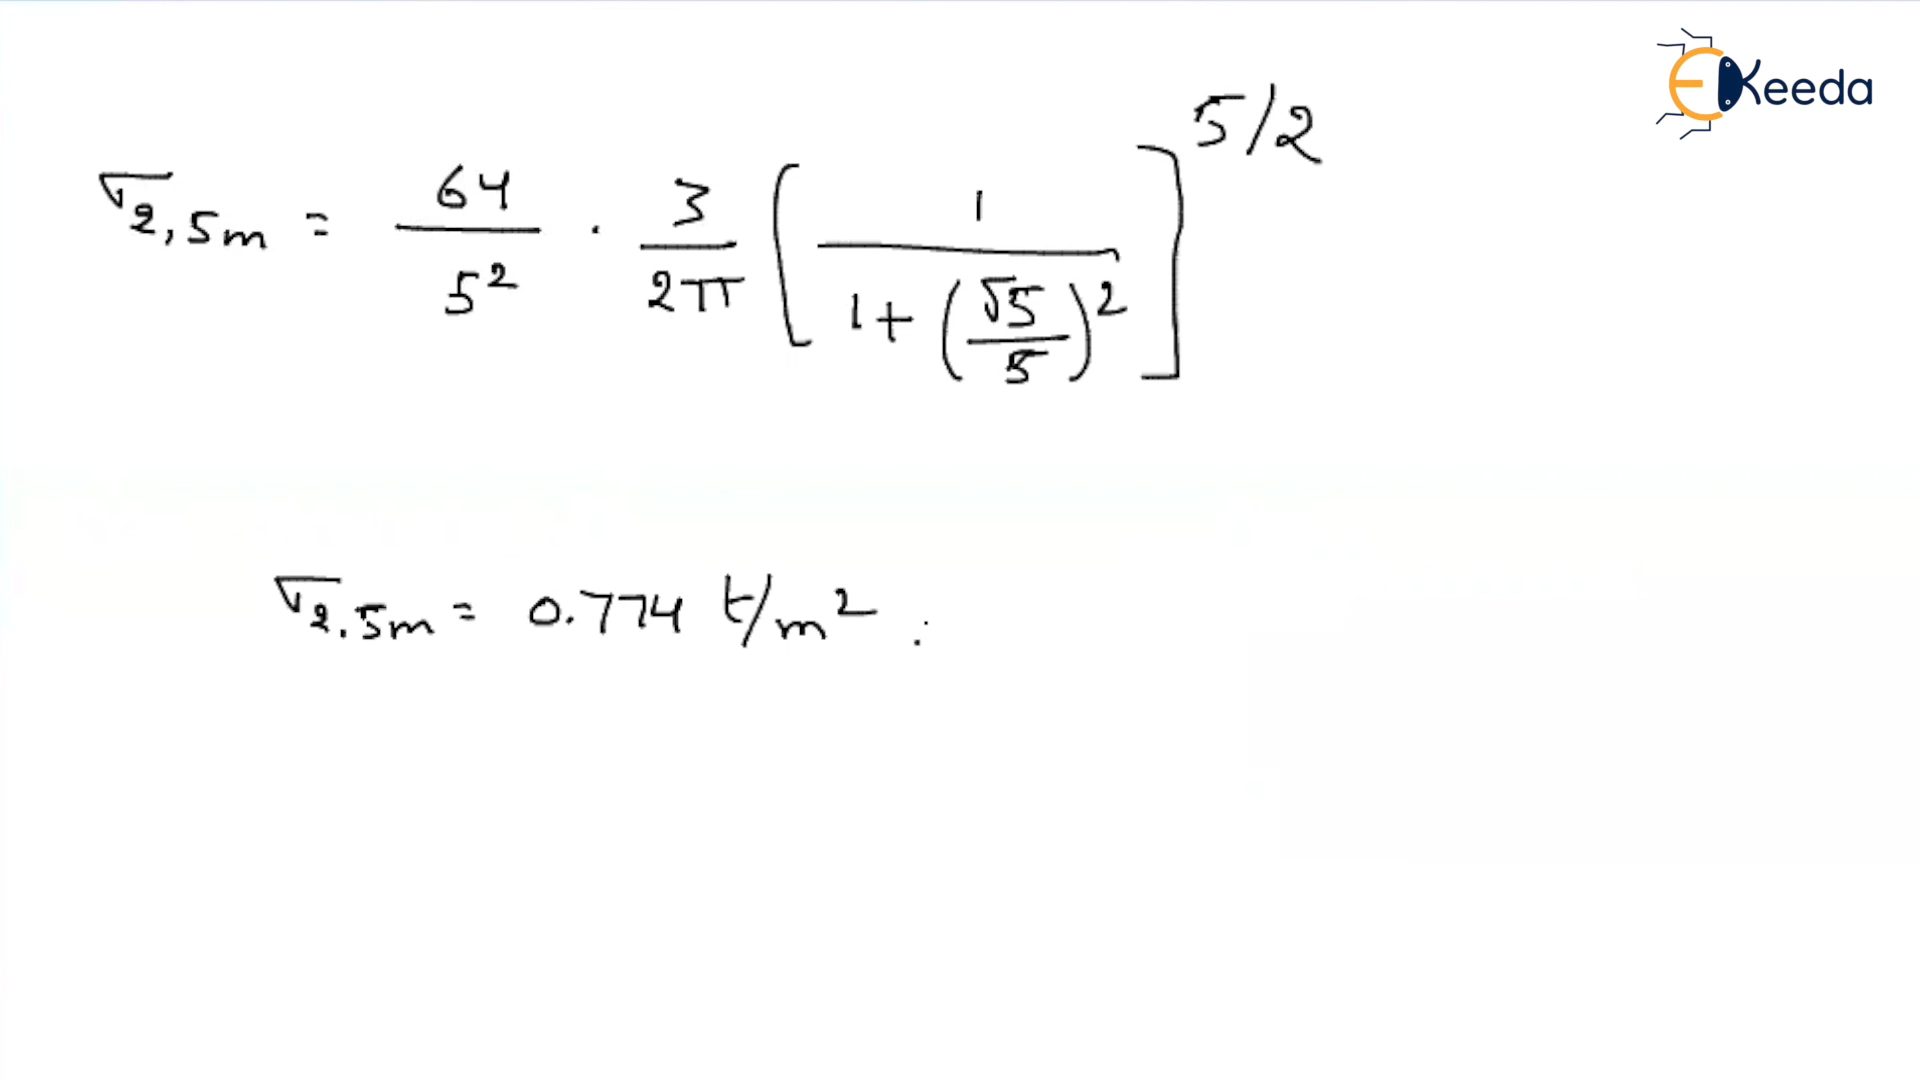 EKeeda
σ2,5m = 64/5² · 3/2π [1/(1+(√5/5)²)]^5/2
σ2,5m = 0.774 t/m².